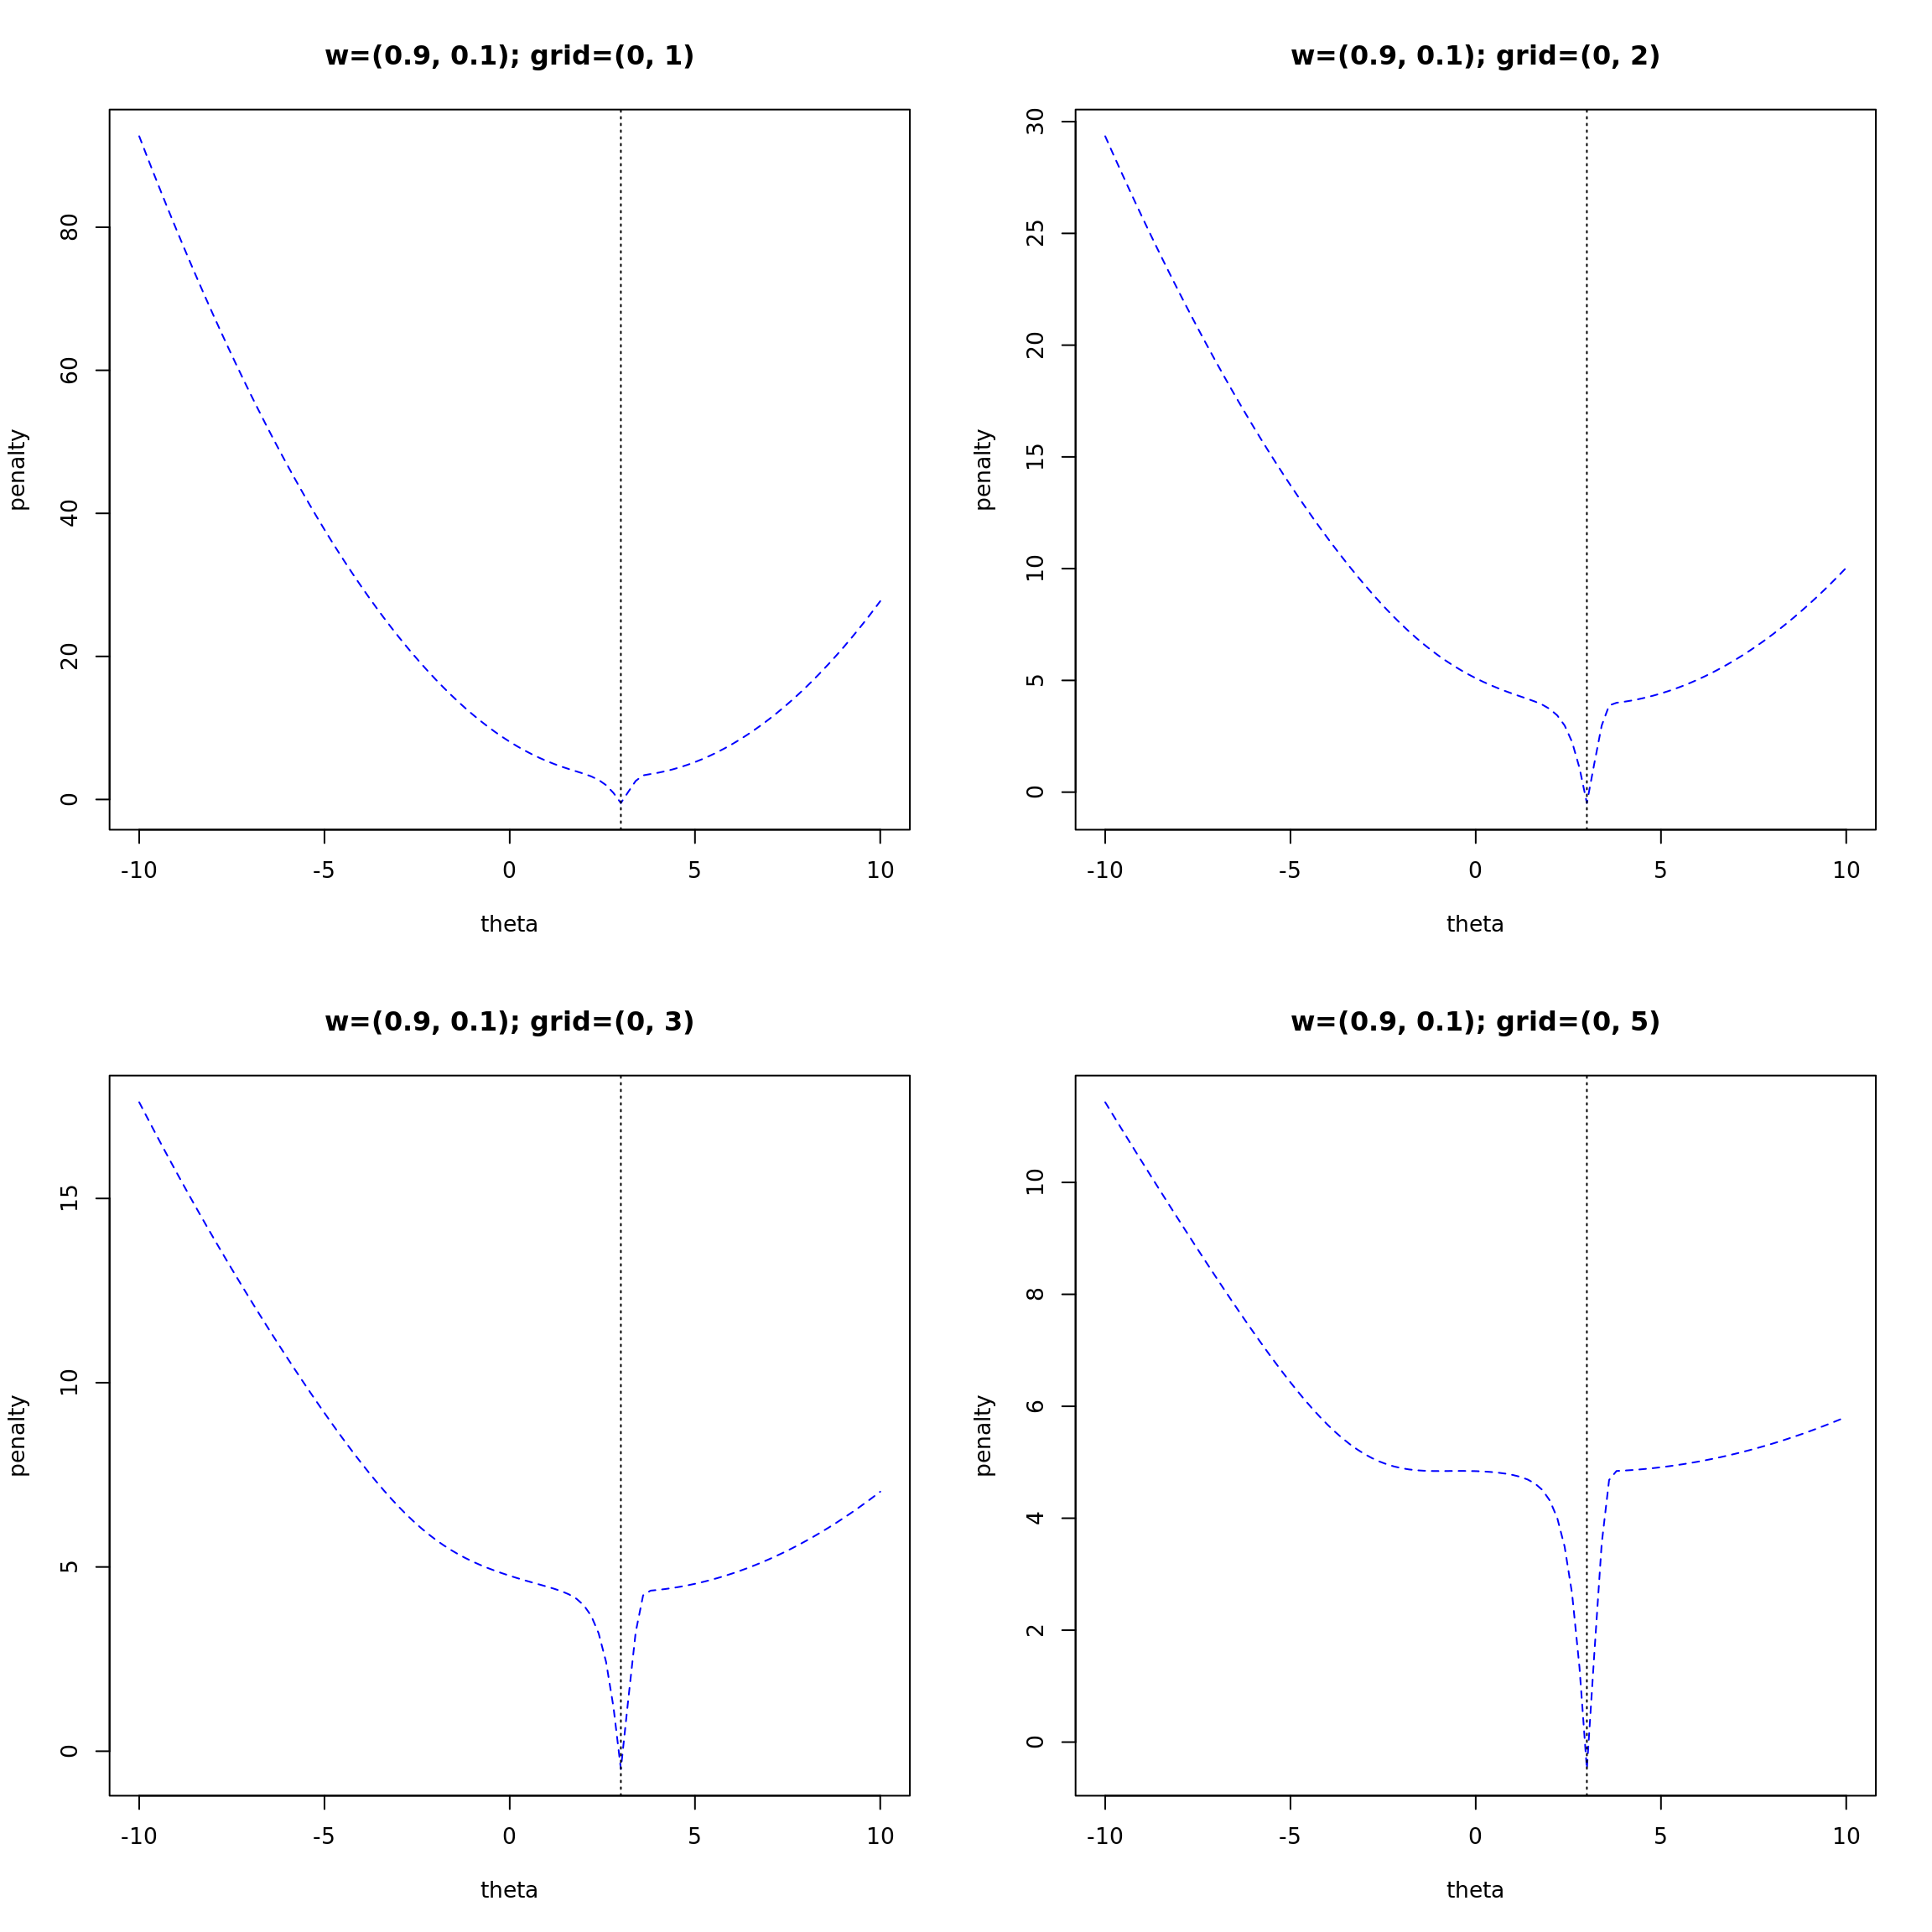 w=(0.9, 0.1); grid=(0, 1)
penalty
80
60
40
20
0
-10 -5 0 5 10
theta
w=(0.9, 0.1); grid=(0, 2)
penalty
30
25
20
15
10
5
0
-10 -5 0 5 10
theta
w=(0.9, 0.1); grid=(0, 3)
penalty
15
10
5
0
-10 -5 0 5 10
theta
w=(0.9, 0.1); grid=(0, 5)
penalty
10
8
6
4
2
0
-10 -5 0 5 10
theta